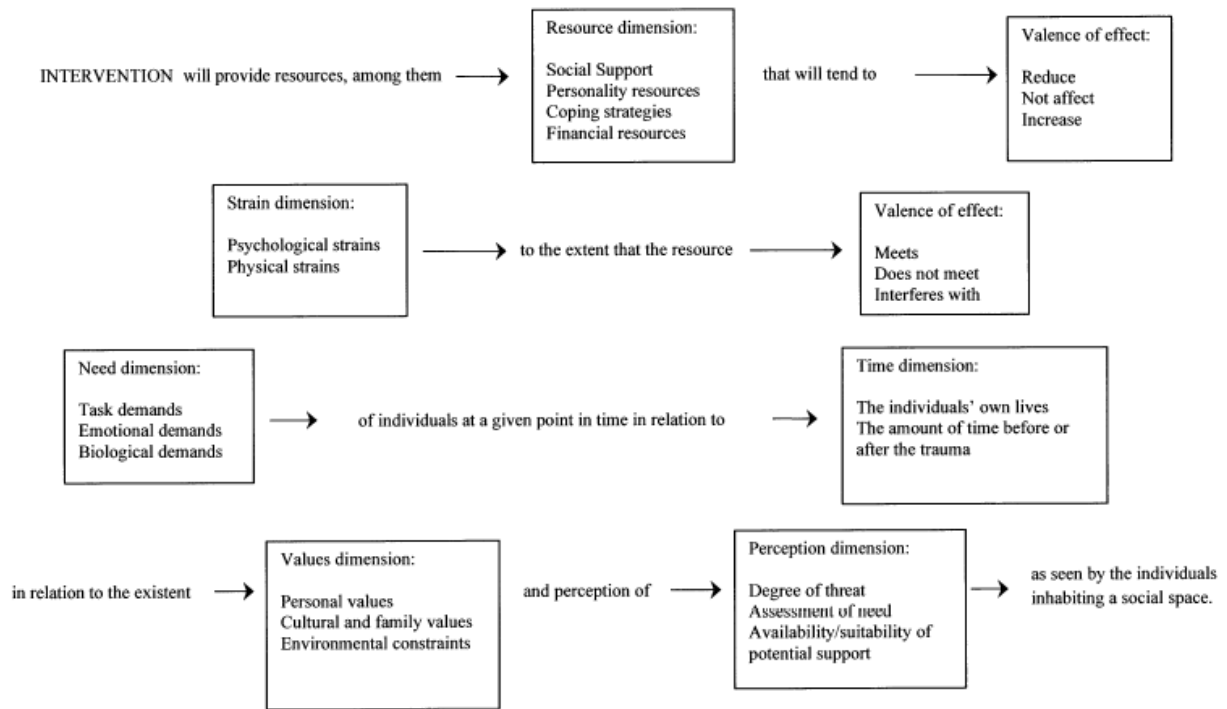 INTERVENTION will provide resources, among them
Resource dimension:
Social Support
Personality resources
Coping strategies
Financial resources
that will tend to
Valence of effect:
Reduce
Not affect
Increase
Strain dimension:
Psychological strains
Physical strains
to the extent that the resource
Valence of effect:
Meets
Does not meet
Interferes with
Need dimension:
Task demands
Emotional demands
Biological demands
of individuals at a given point in time in relation to
Time dimension:
The individuals' own lives
The amount of time before or
after the trauma
in relation to the existent
Values dimension:
Personal values
Cultural and family values
Environmental constraints
and perception of
Perception dimension:
Degree of threat
Assessment of need
Availability/suitability of
potential support
as seen by the individuals
inhabiting a social space.